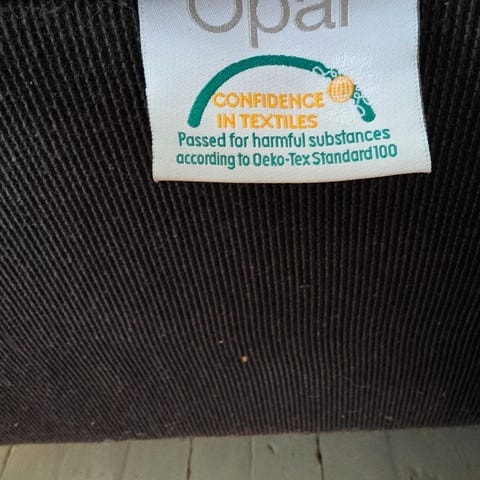 Opal
CONFIDENCE
IN TEXTILES
Passed for harmful substances
according to Oeko-Tex Standard 100